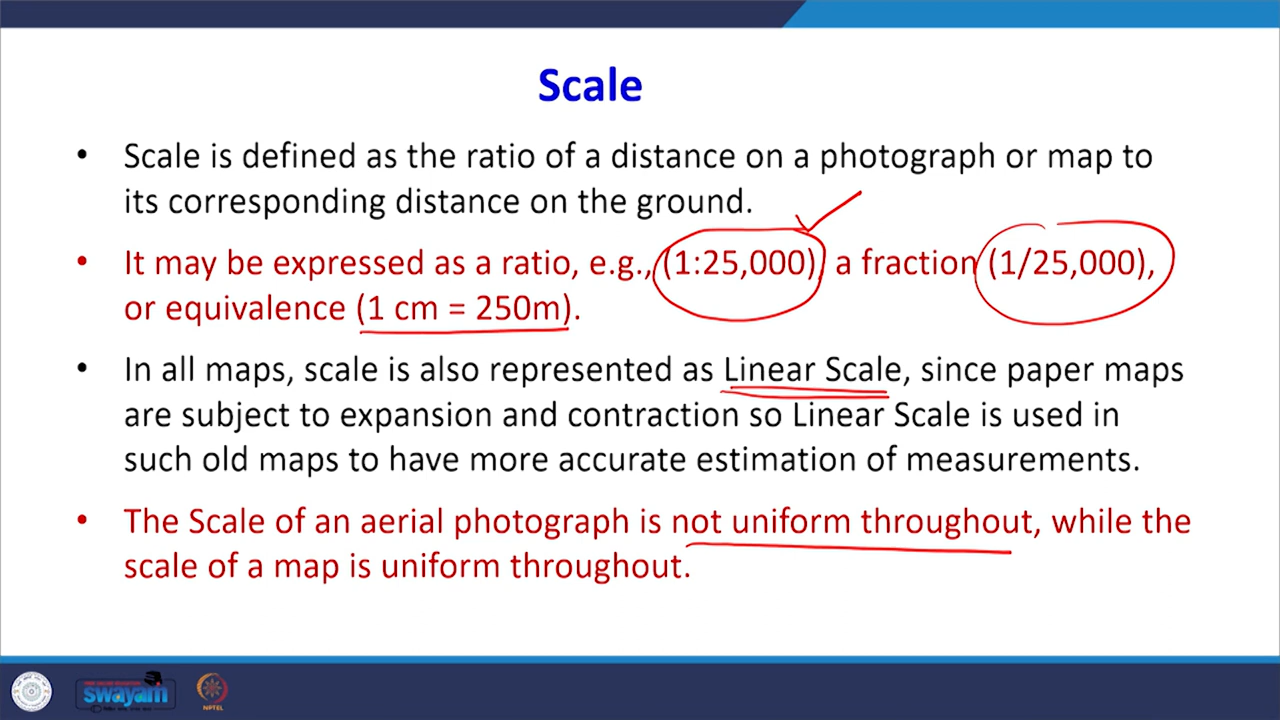 Scale
• Scale is defined as the ratio of a distance on a photograph or map to
its corresponding distance on the ground.
• It may be expressed as a ratio, e.g., (1:25,000), a fraction (1/25,000),
or equivalence (1 cm = 250m).
• In all maps, scale is also represented as Linear Scale, since paper maps
are subject to expansion and contraction so Linear Scale is used in
such old maps to have more accurate estimation of measurements.
• The Scale of an aerial photograph is not uniform throughout, while the
scale of a map is uniform throughout.
swayam
NPTEL